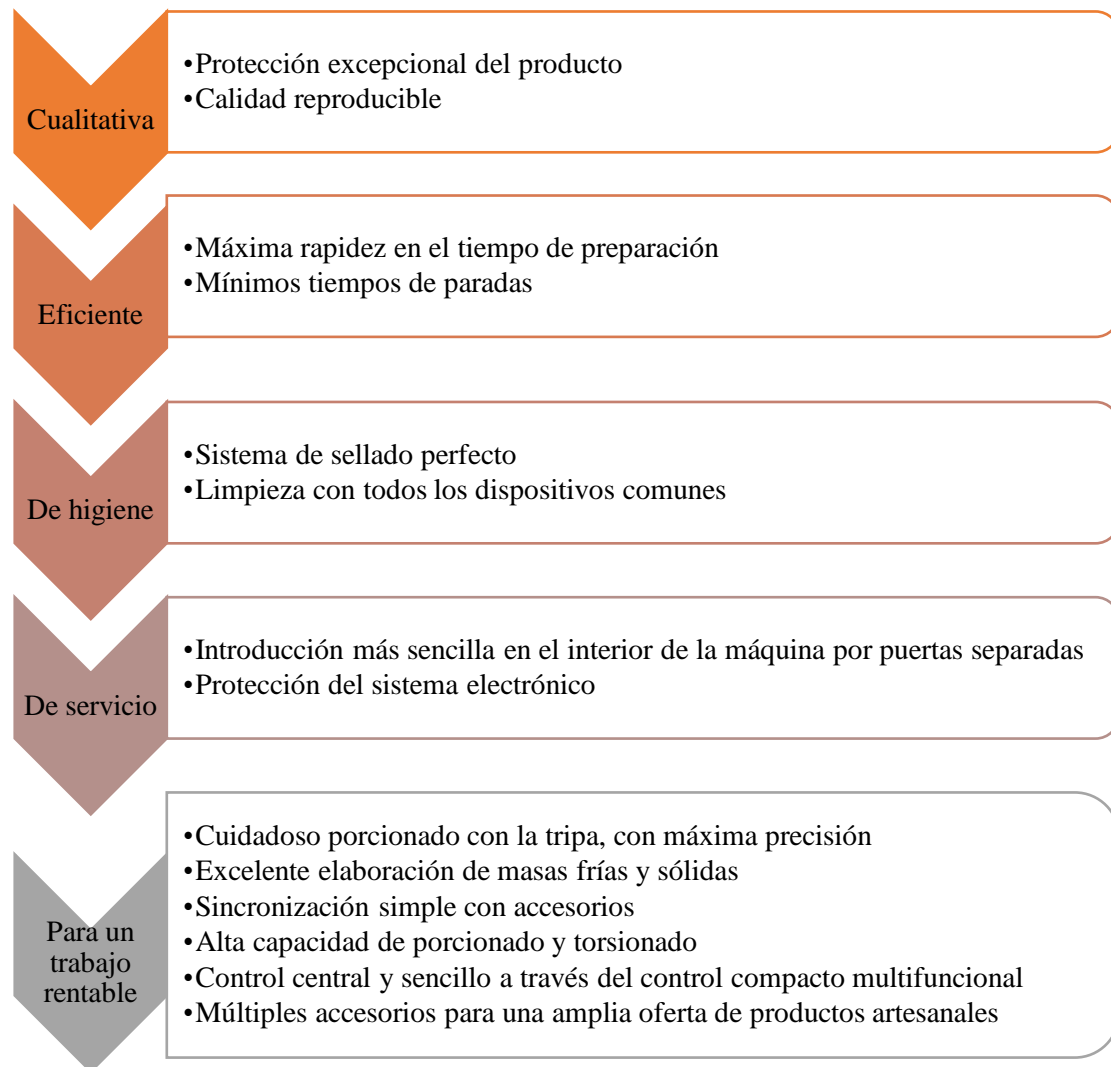 Cualitativa
•Protección excepcional del producto
•Calidad reproducible
Eficiente
•Máxima rapidez en el tiempo de preparación
•Mínimos tiempos de paradas
De higiene
•Sistema de sellado perfecto
•Limpieza con todos los dispositivos comunes
De servicio
•Introducción más sencilla en el interior de la máquina por puertas separadas
•Protección del sistema electrónico
Para un
trabajo
rentable
•Cuidadoso porcionado con la tripa, con máxima precisión
•Excelente elaboración de masas frías y sólidas
•Sincronización simple con accesorios
•Alta capacidad de porcionado y torsionado
•Control central y sencillo a través del control compacto multifuncional
•Múltiples accesorios para una amplia oferta de productos artesanales